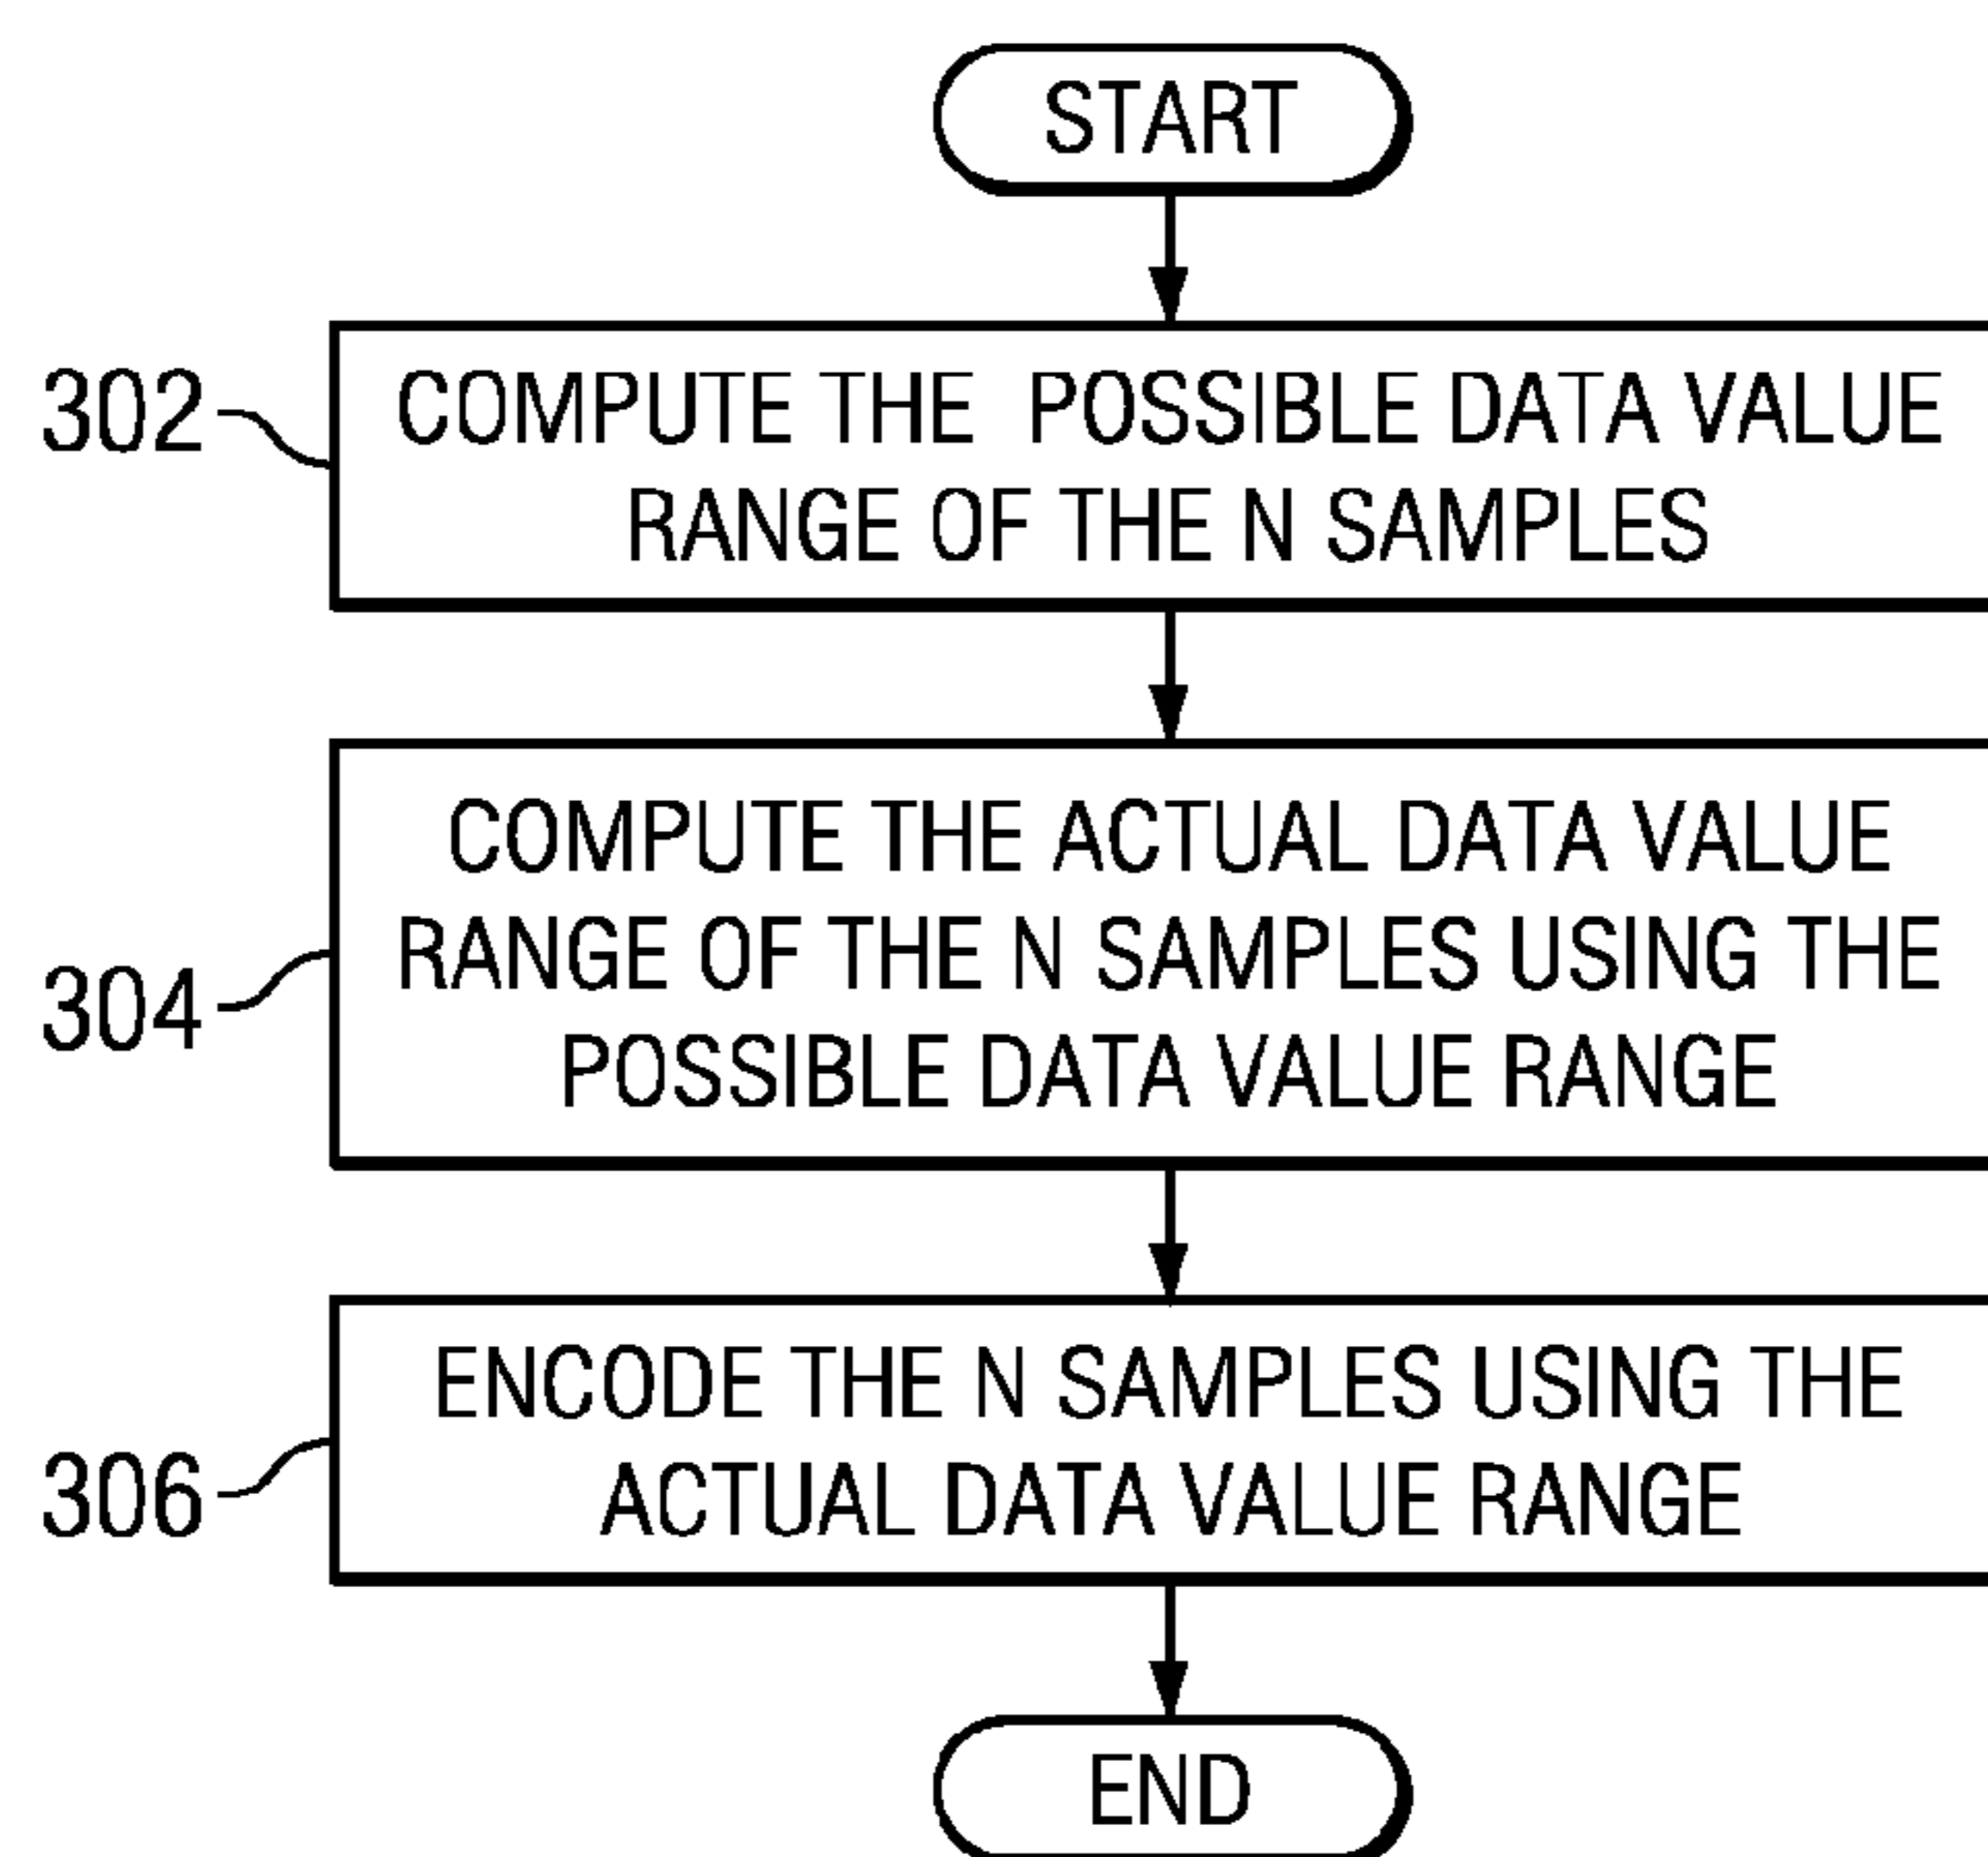 START
302
COMPUTE THE POSSIBLE DATA VALUE
RANGE OF THE N SAMPLES
304
COMPUTE THE ACTUAL DATA VALUE
RANGE OF THE N SAMPLES USING THE
POSSIBLE DATA VALUE RANGE
306
ENCODE THE N SAMPLES USING THE
ACTUAL DATA VALUE RANGE
END